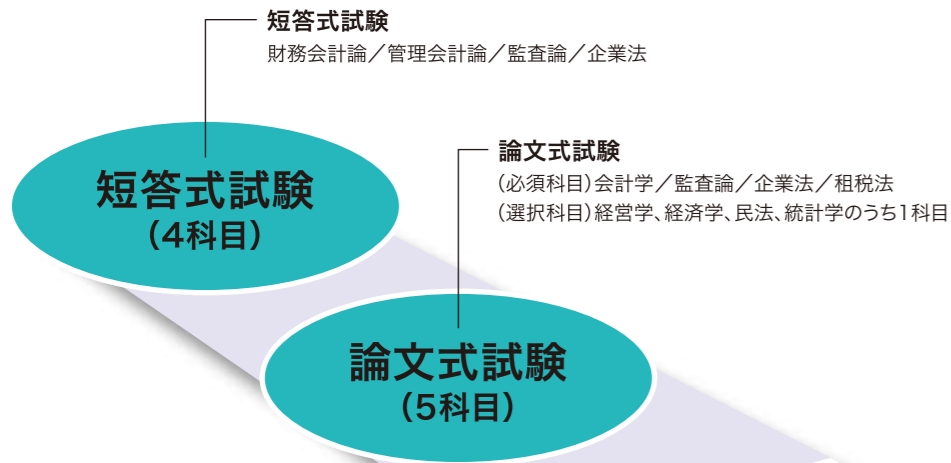 短答式試験
財務会計論／管理会計論／監査論／企業法
短答式試験
（4科目）
論文式試験
（必須科目）会計学／監査論／企業法／租税法
（選択科目）経営学、経済学、民法、統計学のうち1科目
論文式試験
（5科目）